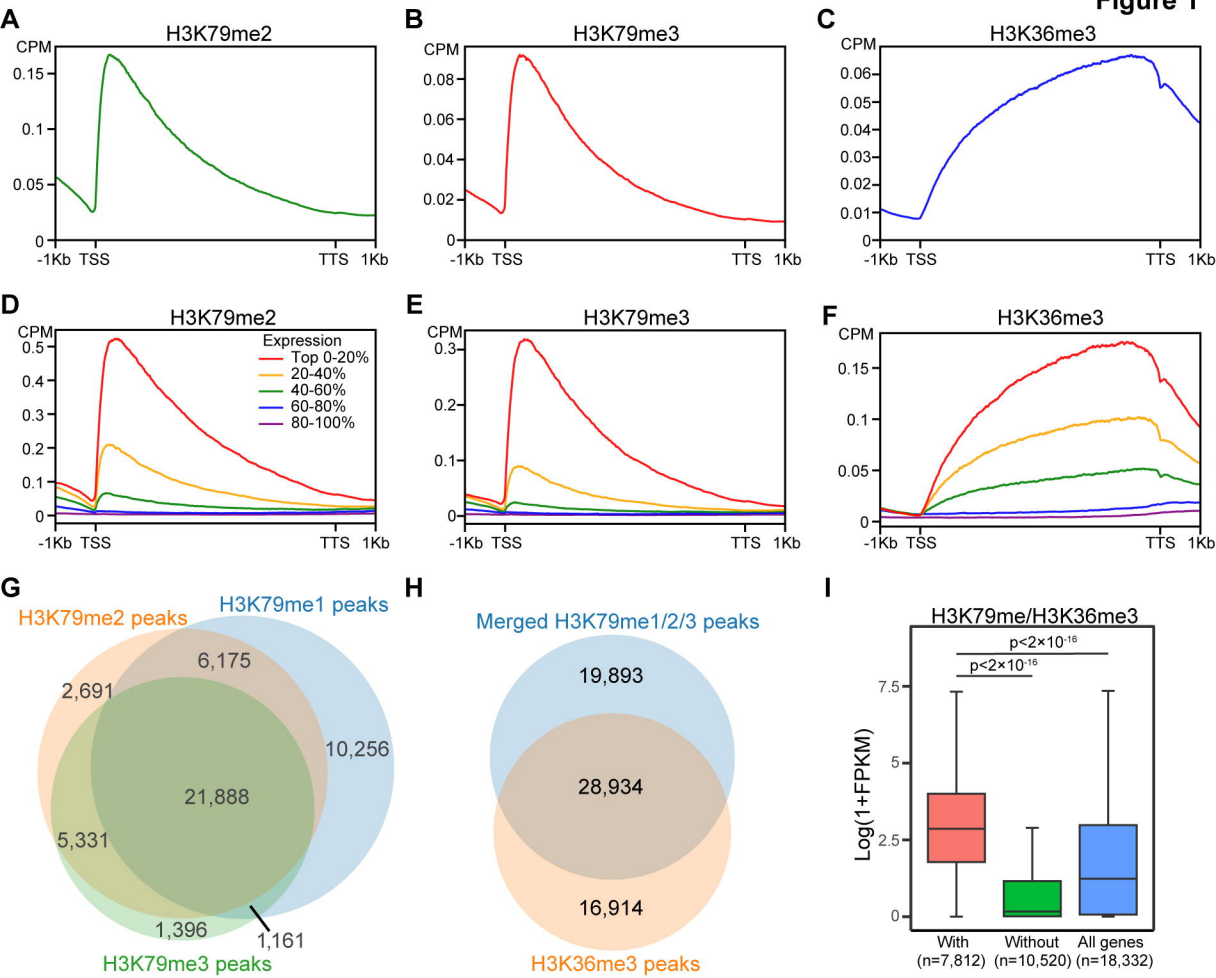 Figure 1
A
H3K79me2
CPM
0.15
0.1
0.05
0
-1Kb TSS TTS 1Kb
B
H3K79me3
CPM
0.08
0.06
0.04
0.02
0
-1Kb TSS TTS 1Kb
C
H3K36me3
CPM
0.06
0.05
0.04
0.03
0.02
0.01
0
-1Kb TSS TTS 1Kb
D
H3K79me2
CPM
0.5
0.4
0.3
0.2
0.1
0
Expression
Top 0-20%
20-40%
40-60%
60-80%
80-100%
-1Kb TSS TTS 1Kb
E
H3K79me3
CPM
0.3
0.2
0.1
0
-1Kb TSS TTS 1Kb
F
H3K36me3
CPM
0.15
0.1
0.05
0
-1Kb TSS TTS 1Kb
G
H3K79me1 peaks
H3K79me2 peaks
6,175
2,691
10,256
21,888
5,331
1,396
1,161
H3K79me3 peaks
H
Merged H3K79me1/2/3 peaks
19,893
28,934
16,914
H3K36me3 peaks
I
H3K79me/H3K36me3
p<2×10⁻¹⁶
p<2×10⁻¹⁶
Log(1+FPKM)
7.5
5
2.5
0
With Without All genes
(n=7,812) (n=10,520) (n=18,332)